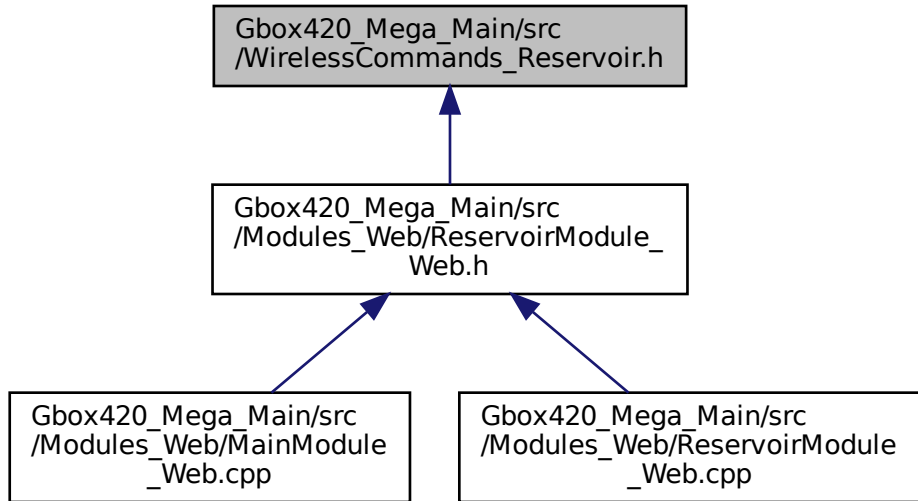 Gbox420_Mega_Main/src
/WirelessCommands_Reservoir.h
Gbox420_Mega_Main/src
/Modules_Web/ReservoirModule_
Web.h
Gbox420_Mega_Main/src
/Modules_Web/MainModule
_Web.cpp
Gbox420_Mega_Main/src
/Modules_Web/ReservoirModule
_Web.cpp